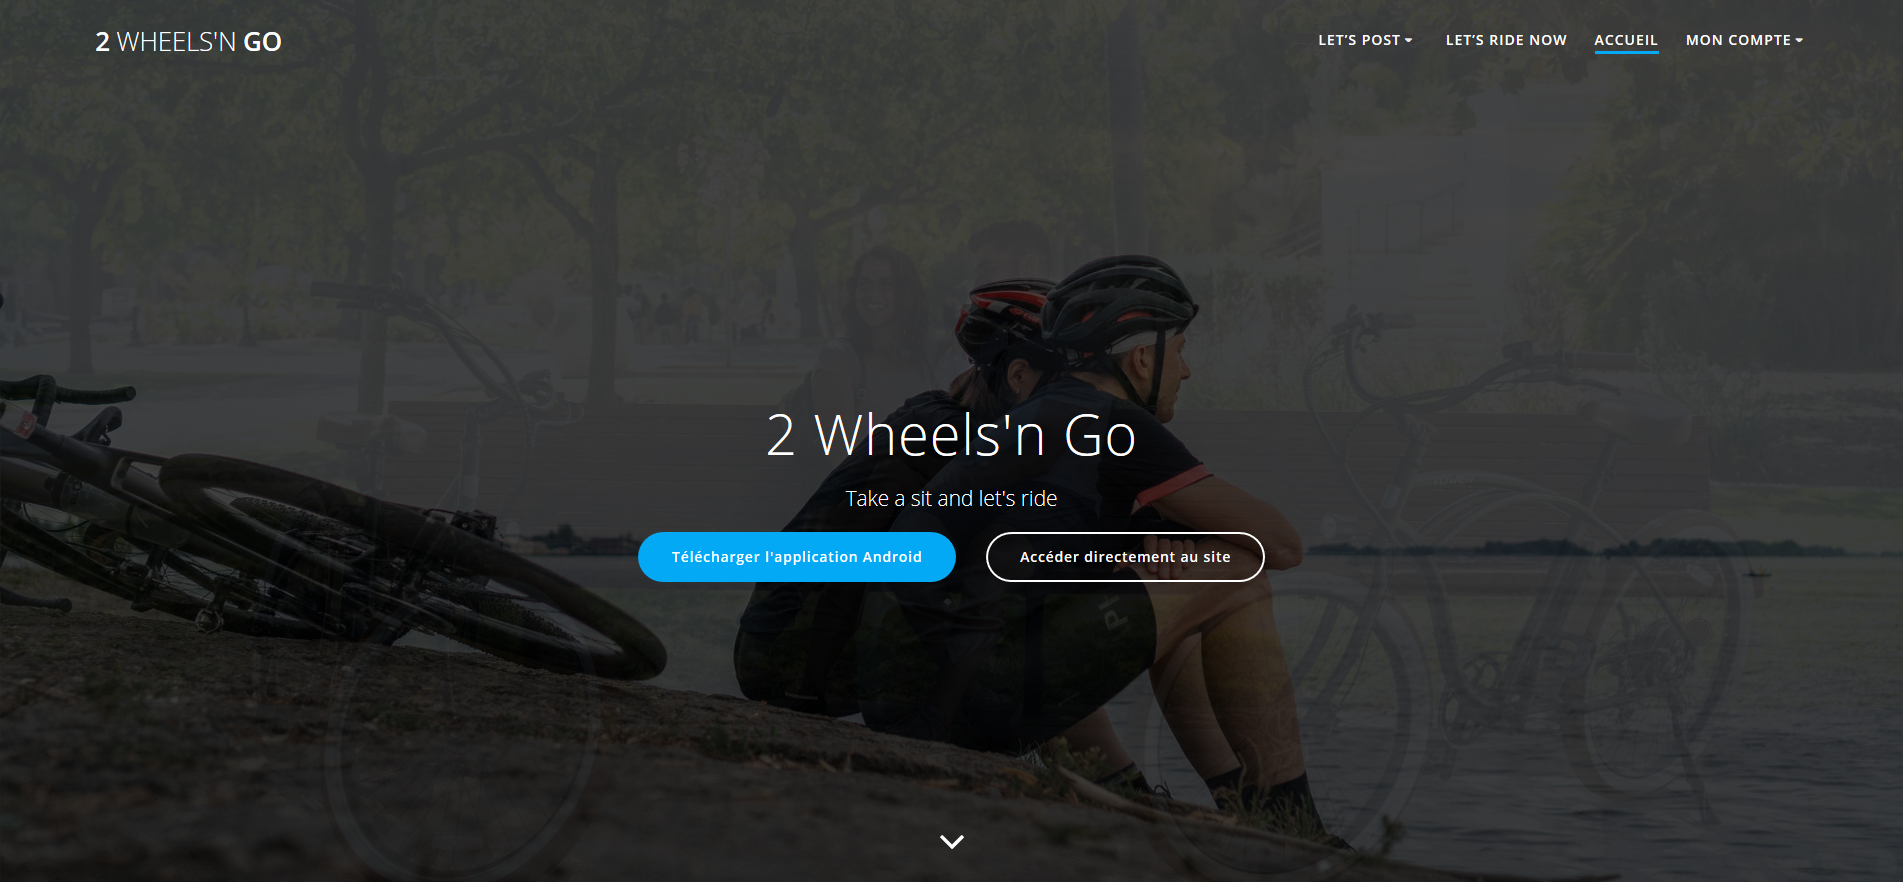 2 WHEELS'N GO
LET'S POST
LET'S RIDE NOW
ACCUEIL
MON COMPTE
2 Wheels'n Go
Take a sit and let's ride
Télécharger l'application Android
Accéder directement au site